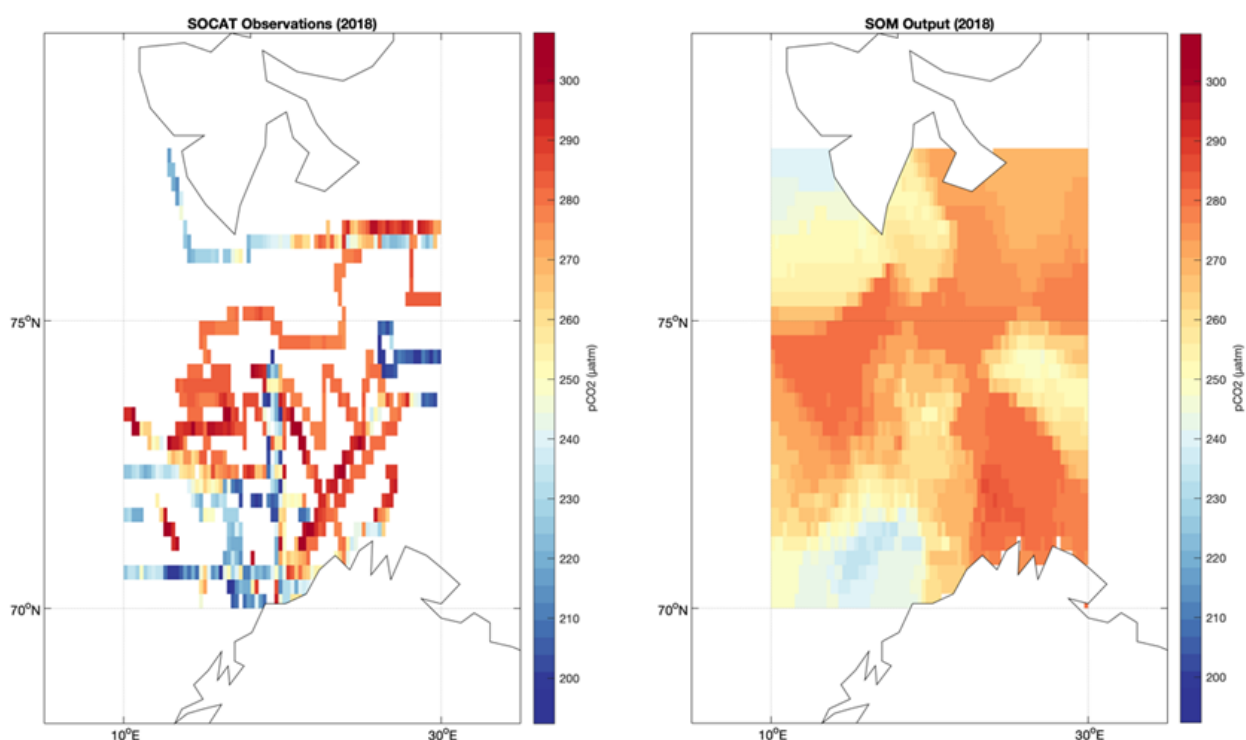 SOCAT Observations (2018)
300
290
280
270
260
250
240
230
220
210
200
pCO2 (µatm)
75°N
70°N
10°E
30°E
SOM Output (2018)
300
290
280
270
260
250
240
230
220
210
200
pCO2 (µatm)
75°N
70°N
10°E
30°E